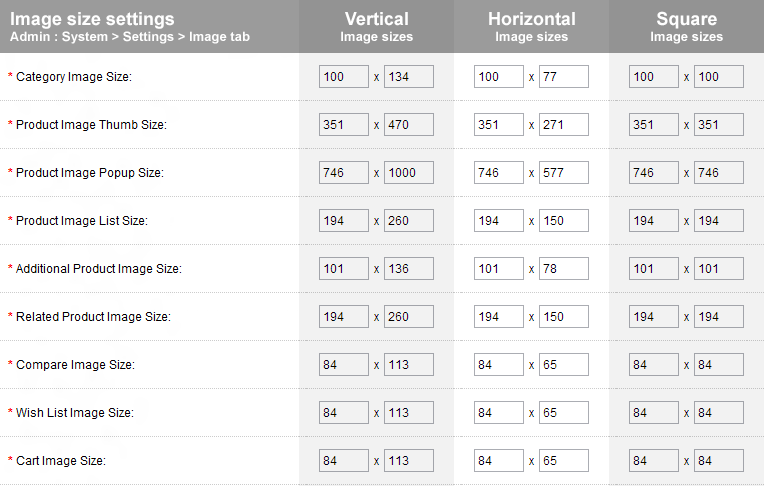 Image size settings Vertical Horizontal Square
Admin : System > Settings > Image tab Image sizes Image sizes Image sizes
* Category Image Size: 100 x 134 100 x 77 100 x 100
* Product Image Thumb Size: 351 x 470 351 x 271 351 x 351
* Product Image Popup Size: 746 x 1000 746 x 577 746 x 746
* Product Image List Size: 194 x 260 194 x 150 194 x 194
* Additional Product Image Size: 101 x 136 101 x 78 101 x 101
* Related Product Image Size: 194 x 260 194 x 150 194 x 194
* Compare Image Size: 84 x 113 84 x 65 84 x 84
* Wish List Image Size: 84 x 113 84 x 65 84 x 84
* Cart Image Size: 84 x 113 84 x 65 84 x 84